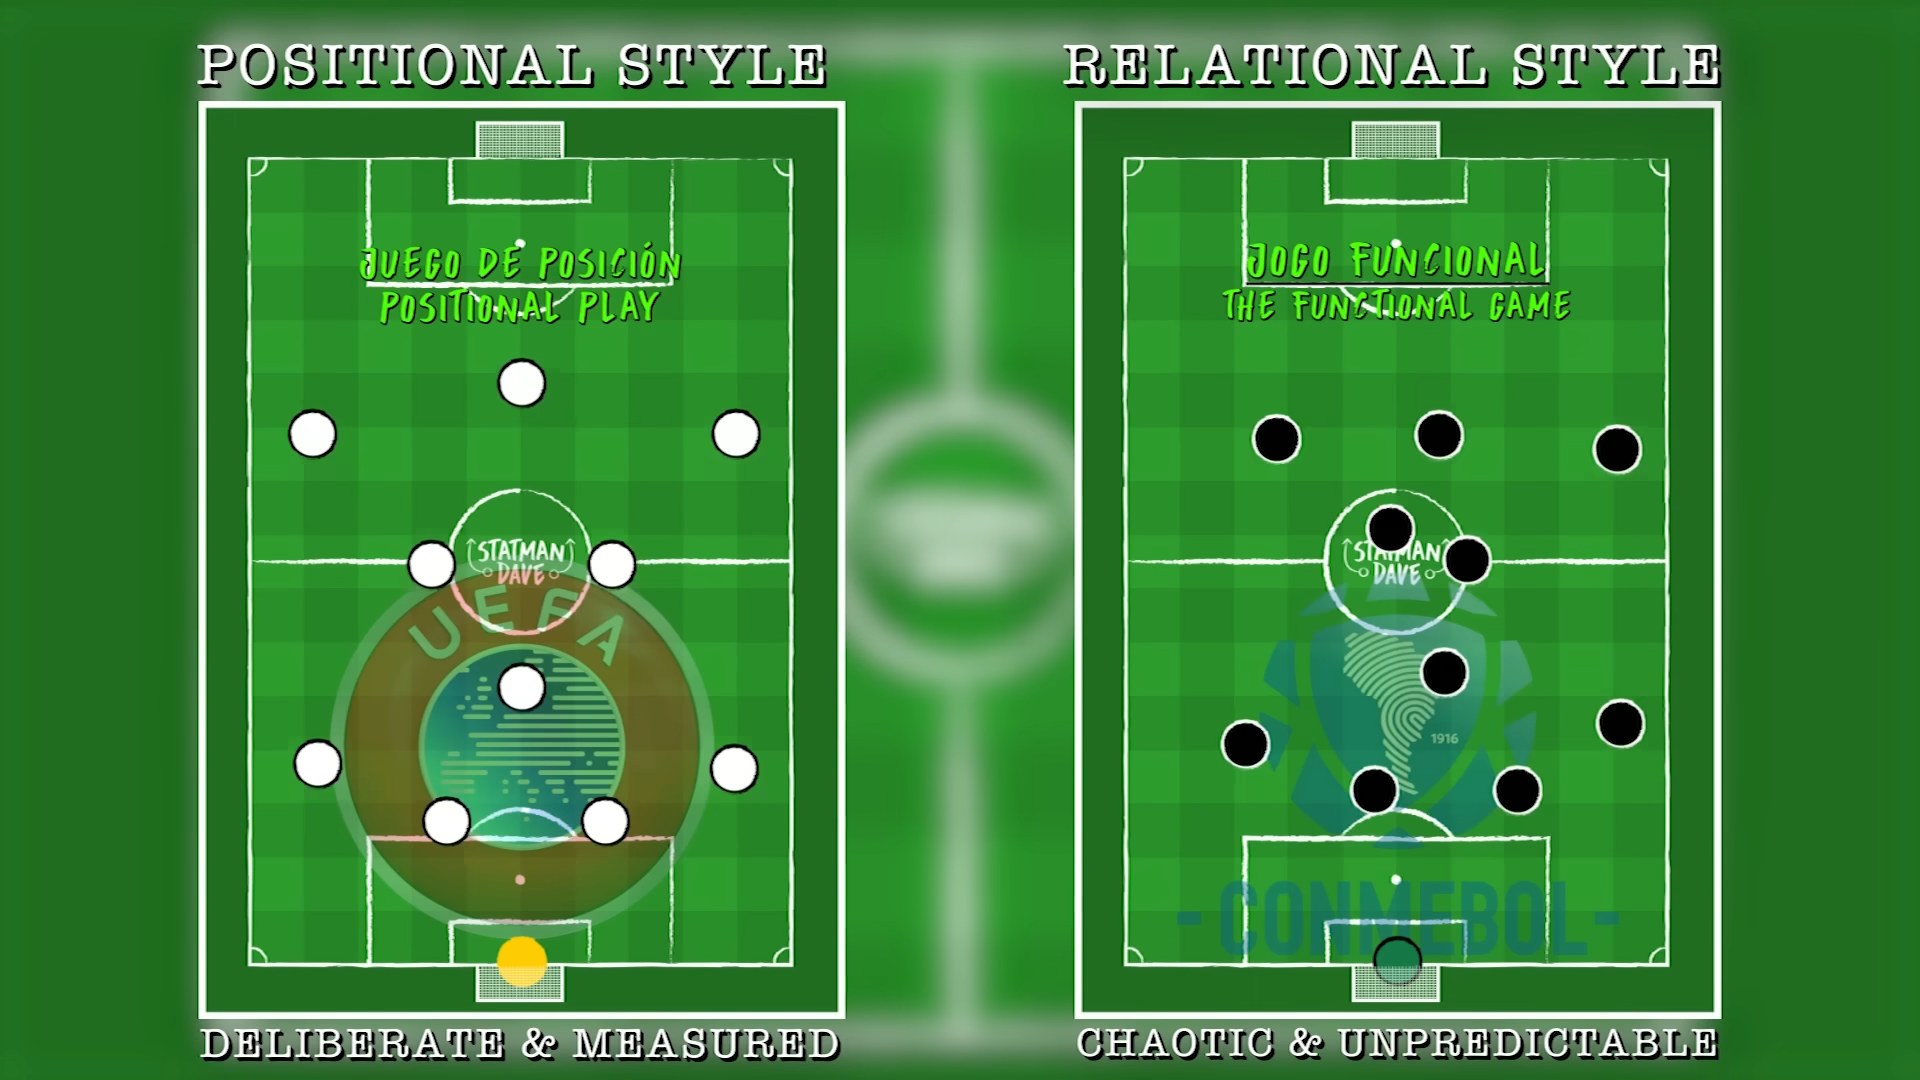 POSITIONAL STYLE
JUEGO DE POSICIÓN
POSITIONAL PLAY
STATMAN
DAVE
UEFA
DELIBERATE & MEASURED
RELATIONAL STYLE
JOGO FUNCIONAL
THE FUNCTIONAL GAME
STATMAN
DAVE
1916
- CONMEBOL -
CHAOTIC & UNPREDICTABLE